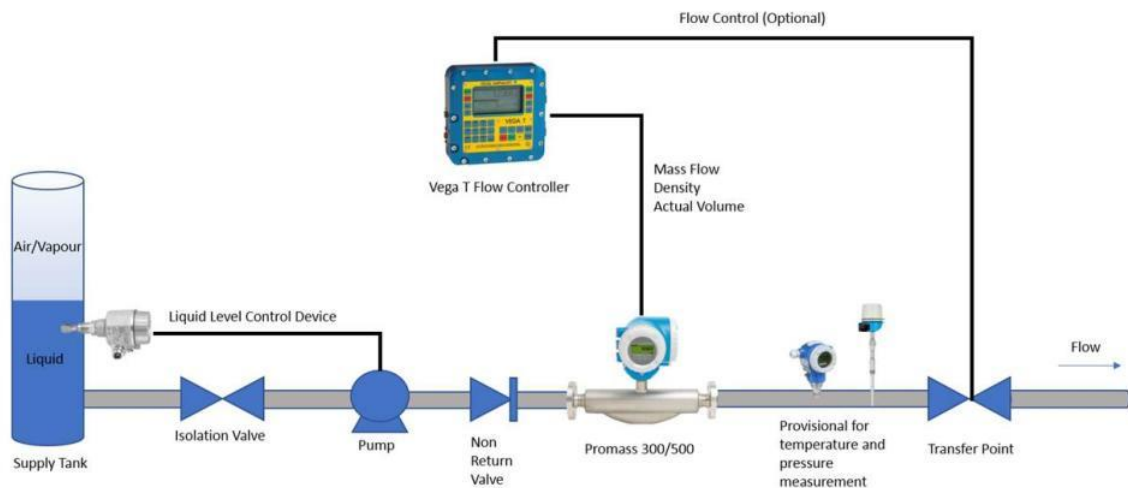 Flow Control (Optional)
VEGA T
Vega T Flow Controller
Mass Flow
Density
Actual Volume
Air/Vapour
Liquid Level Control Device
Liquid
Flow
Isolation Valve
Pump
Non
Return
Valve
Promass 300/500
Provisional for
temperature and
pressure
measurement
Transfer Point
Supply Tank